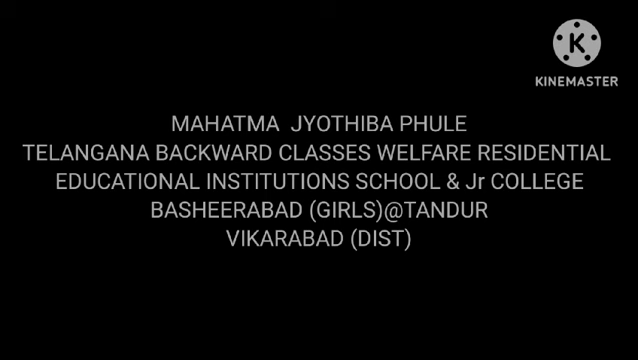 KINEMASTER
MAHATMA JYOTHIBA PHULE
TELANGANA BACKWARD CLASSES WELFARE RESIDENTIAL
EDUCATIONAL INSTITUTIONS SCHOOL & Jr COLLEGE
BASHEERABAD (GIRLS)@TANDUR
VIKARABAD (DIST)